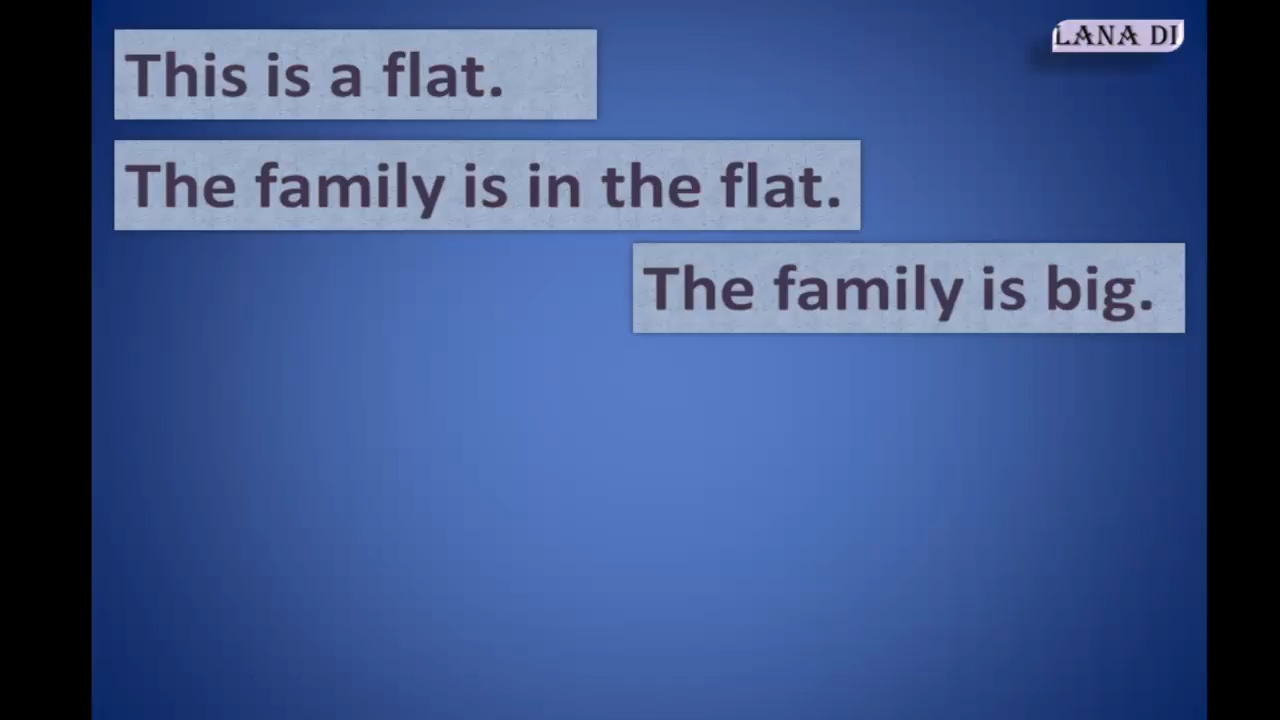 LANA DI
This is a flat.
The family is in the flat.
The family is big.